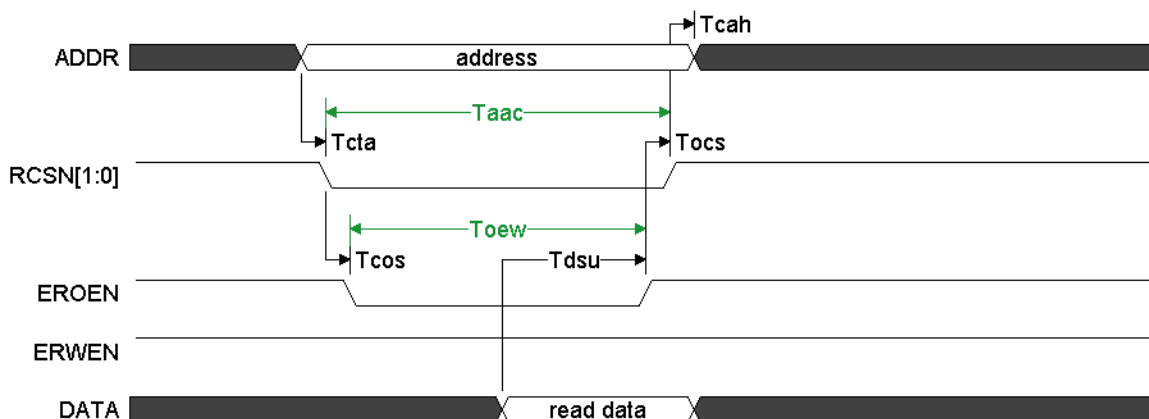 Tcah
ADDR address
Taac
Tcta Tocs
RCSN[1:0]
Toew
Tcos Tdsu
EROEN
ERWEN
DATA read data